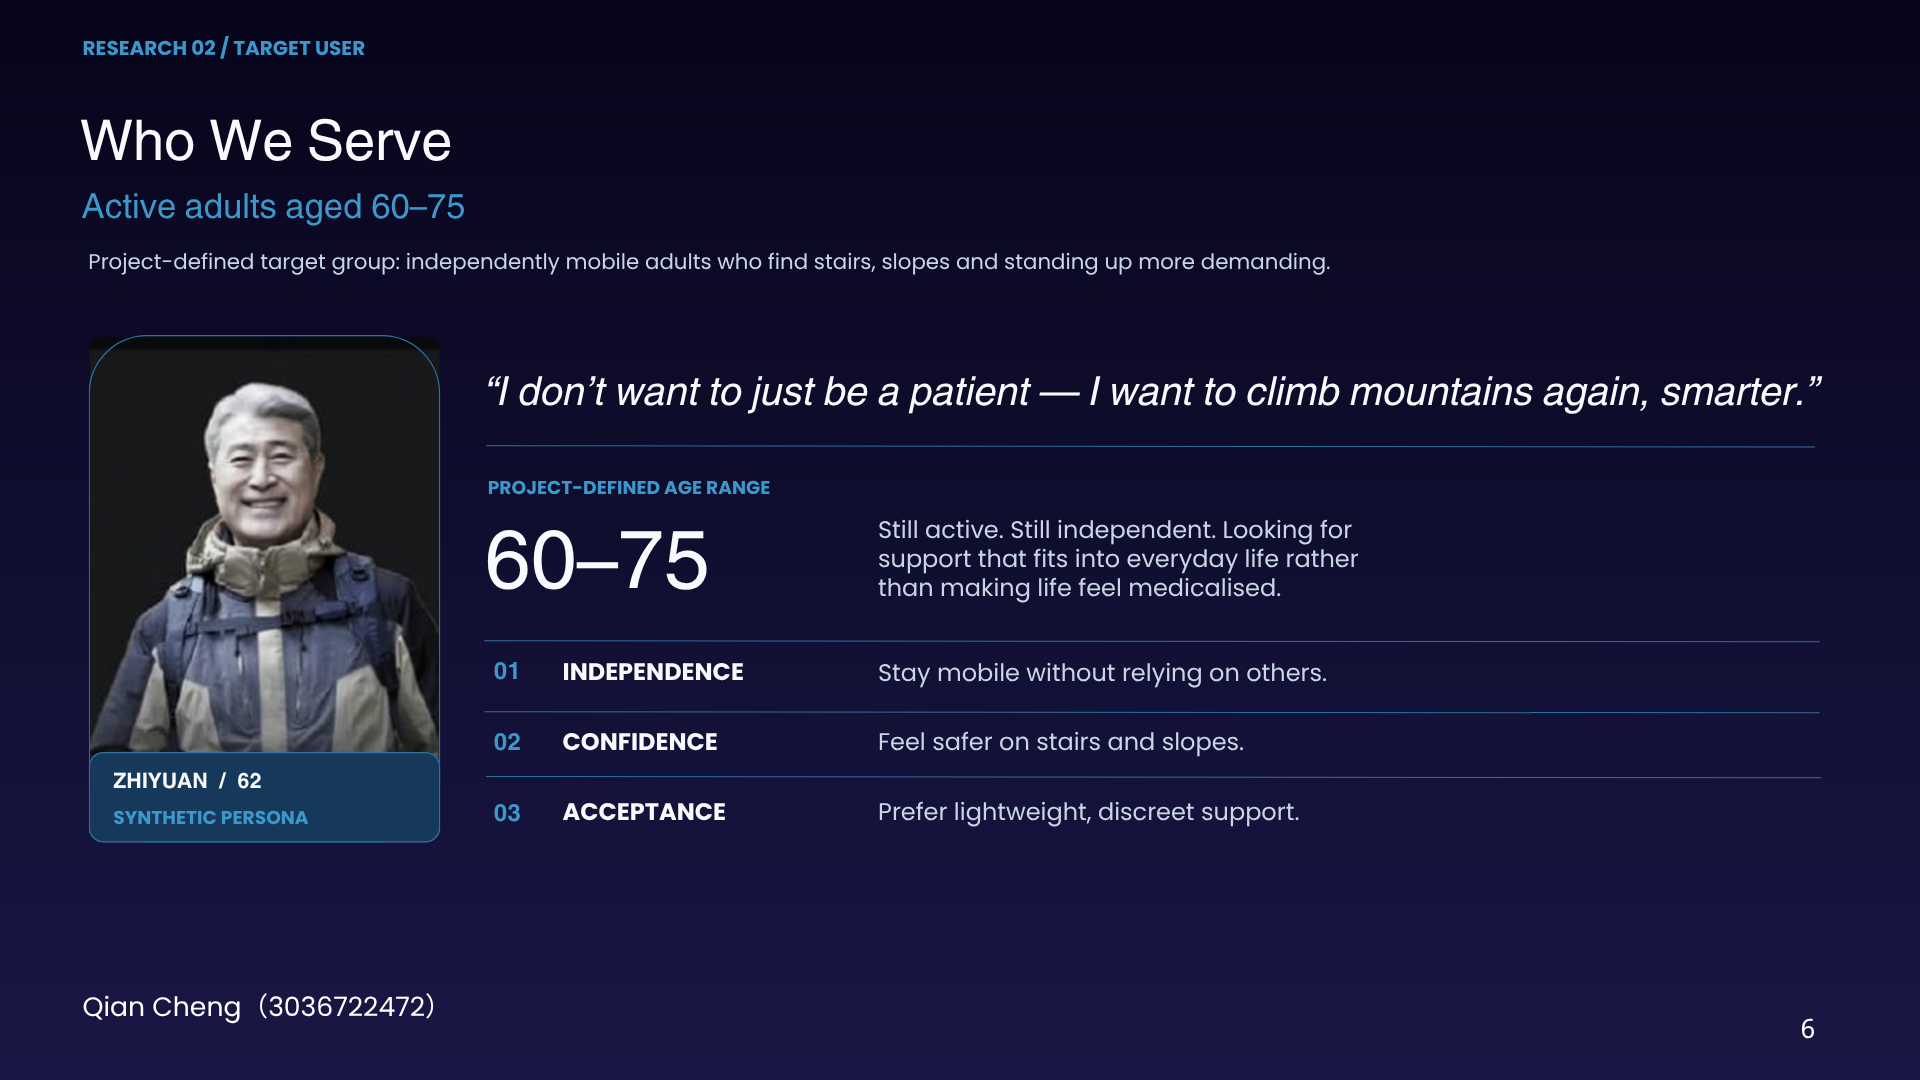 RESEARCH 02 / TARGET USER
Who We Serve
Active adults aged 60–75
Project-defined target group: independently mobile adults who find stairs, slopes and standing up more demanding.
“I don’t want to just be a patient — I want to climb mountains again, smarter.”
PROJECT-DEFINED AGE RANGE
60–75
Still active. Still independent. Looking for
support that fits into everyday life rather
than making life feel medicalised.
01 INDEPENDENCE Stay mobile without relying on others.
02 CONFIDENCE Feel safer on stairs and slopes.
03 ACCEPTANCE Prefer lightweight, discreet support.
ZHIYUAN / 62
SYNTHETIC PERSONA
Qian Cheng（3036722472）
6